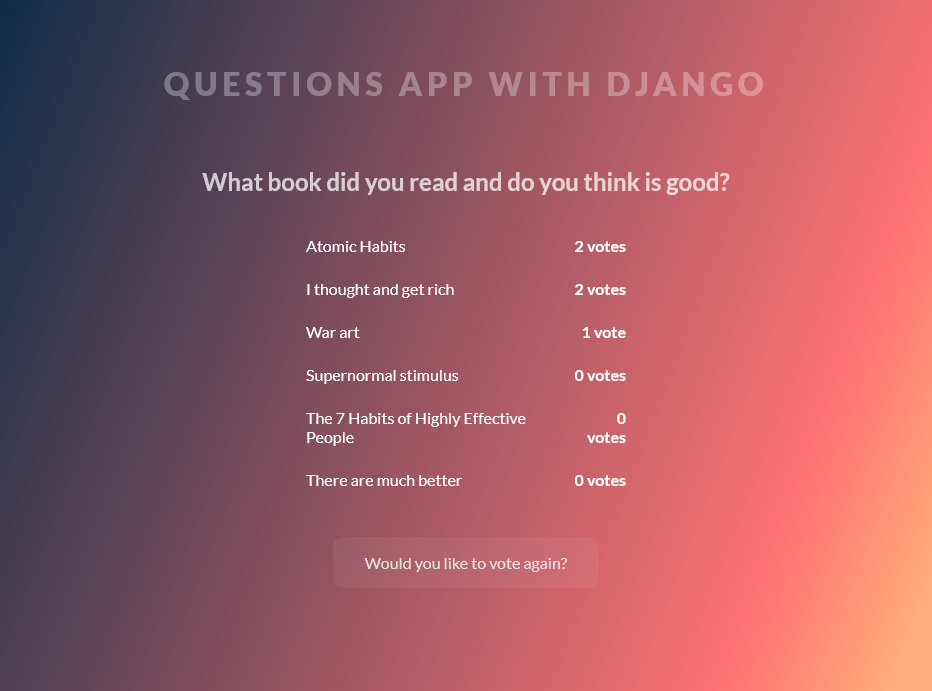 QUESTIONS APP WITH DJANGO
What book did you read and do you think is good?
Atomic Habits 2 votes
I thought and get rich 2 votes
War art 1 vote
Supernormal stimulus 0 votes
The 7 Habits of Highly Effective 0
People votes
There are much better 0 votes
Would you like to vote again?